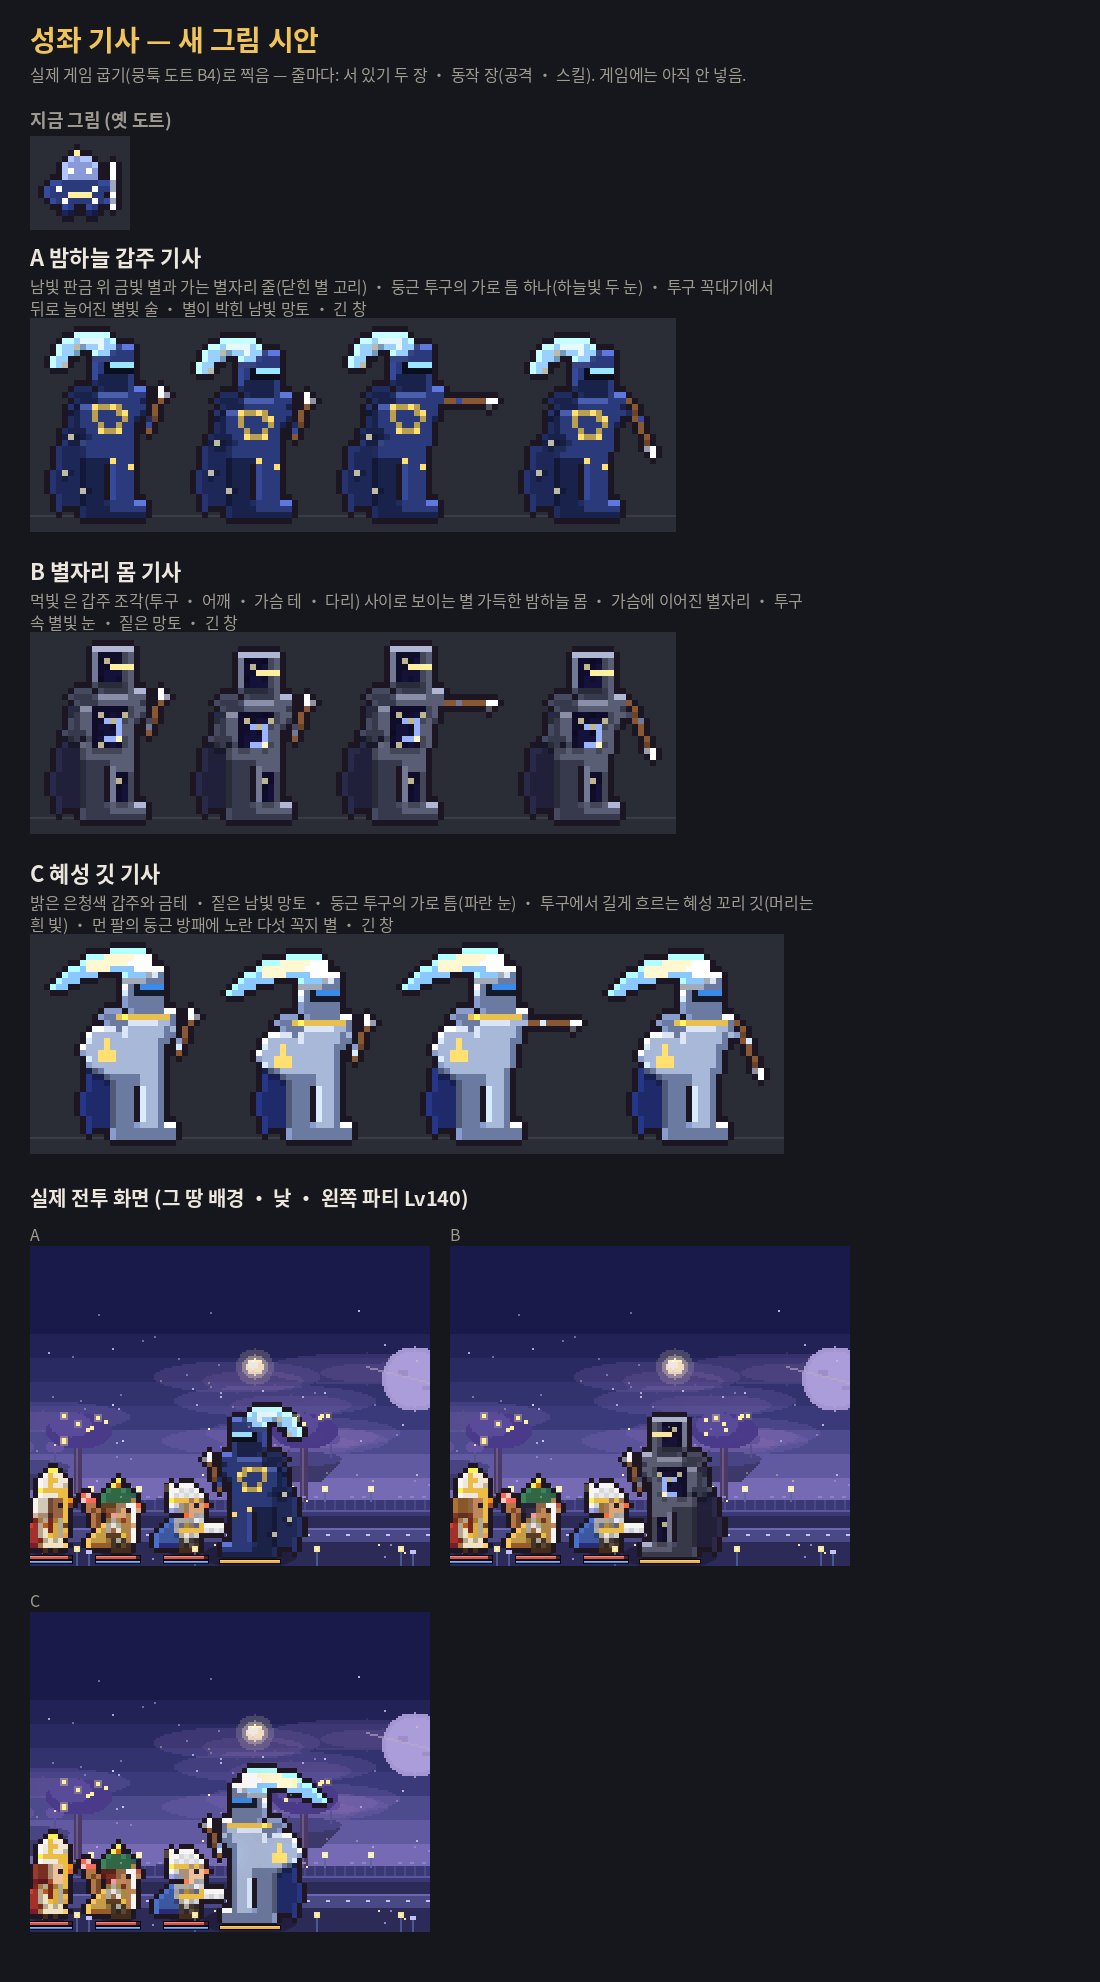 성좌 기사 — 새 그림 시안
실제 게임 굽기(뭉툭 도트 B4)로 찍음 — 줄마다: 서 있기 두 장 · 동작 장(공격 · 스킬). 게임에는 아직 안 넣음.
지금 그림 (옛 도트)
A 밤하늘 갑주 기사
남빛 판금 위 금빛 별과 가는 별자리 줄(닫힌 별 고리) · 둥근 투구의 가로 틈 하나(하늘빛 두 눈) · 투구 꼭대기에서
뒤로 늘어진 별빛 술 · 별이 박힌 남빛 망토 · 긴 창
B 별자리 몸 기사
먹빛 은 갑주 조각(투구 · 어깨 · 가슴 테 · 다리) 사이로 보이는 별 가득한 밤하늘 몸 · 가슴에 이어진 별자리 · 투구
속 별빛 눈 · 짙은 망토 · 긴 창
C 혜성 깃 기사
밝은 은청색 갑주와 금테 · 짙은 남빛 망토 · 둥근 투구의 가로 틈(파란 눈) · 투구에서 길게 흐르는 혜성 꼬리 깃(머리는
흰 빛) · 먼 팔의 둥근 방패에 노란 다섯 꼭지 별 · 긴 창
실제 전투 화면 (그 땅 배경 · 낮 · 왼쪽 파티 Lv140)
A
B
C